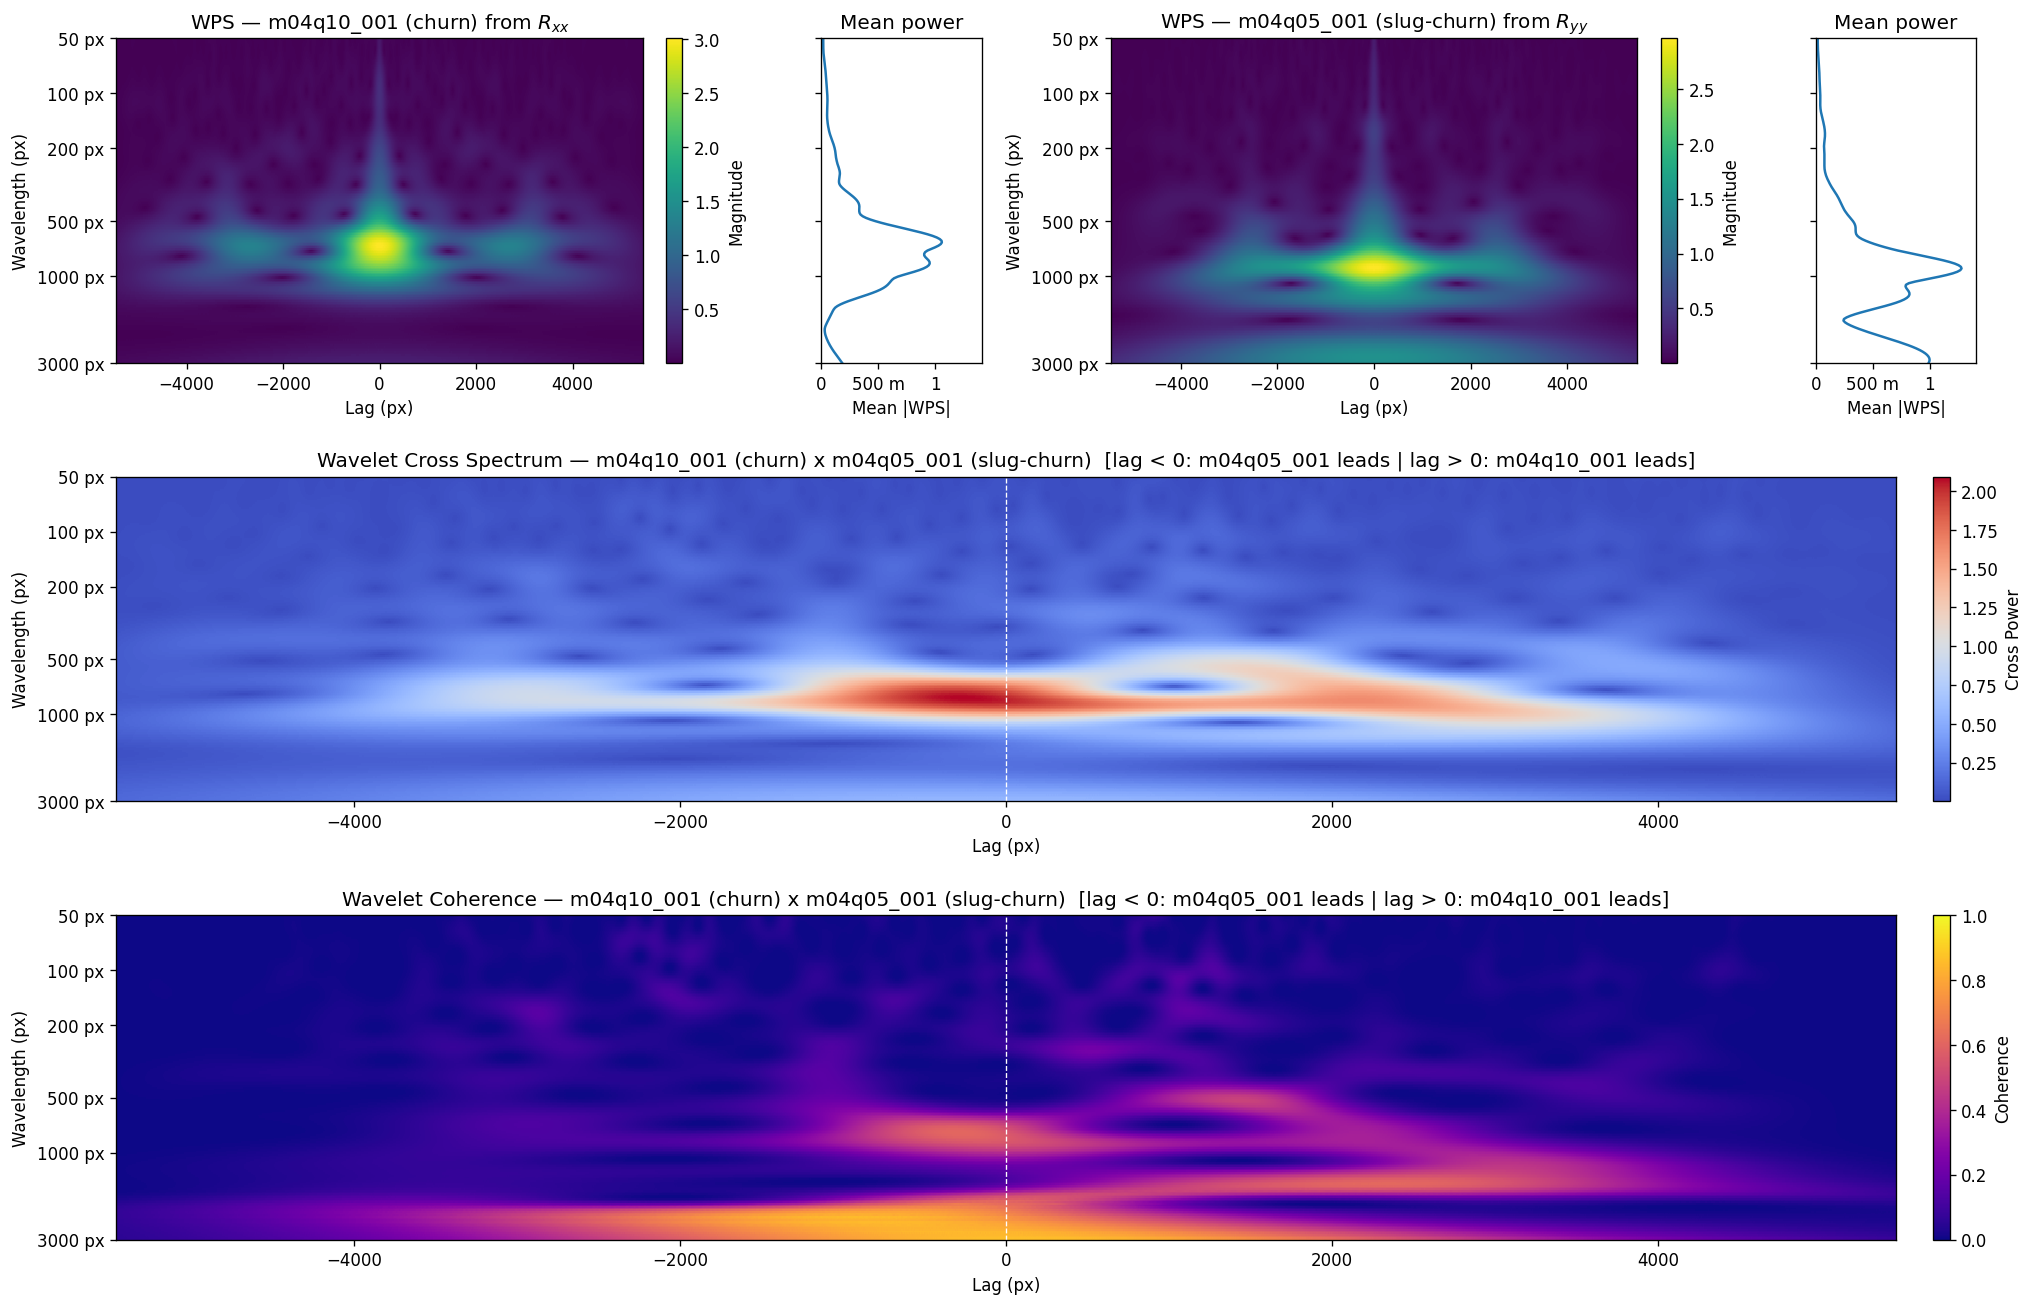 WPS — m04q10_001 (churn) from Rxx
Mean power
WPS — m04q05_001 (slug-churn) from Ryy
Mean power
50 px
100 px
200 px
500 px
1000 px
3000 px
Wavelength (px)
−4000
−2000
0
2000
4000
Lag (px)
3.0
2.5
2.0
1.5
1.0
0.5
Magnitude
0
500 m
1
Mean |WPS|
50 px
100 px
200 px
500 px
1000 px
3000 px
Wavelength (px)
−4000
−2000
0
2000
4000
Lag (px)
2.5
2.0
1.5
1.0
0.5
Magnitude
0
500 m
1
Mean |WPS|
Wavelet Cross Spectrum — m04q10_001 (churn) x m04q05_001 (slug-churn)  [lag < 0: m04q05_001 leads | lag > 0: m04q10_001 leads]
50 px
100 px
200 px
500 px
1000 px
3000 px
Wavelength (px)
−4000
−2000
0
2000
4000
Lag (px)
2.00
1.75
1.50
1.25
1.00
0.75
0.50
0.25
Cross Power
Wavelet Coherence — m04q10_001 (churn) x m04q05_001 (slug-churn)  [lag < 0: m04q05_001 leads | lag > 0: m04q10_001 leads]
50 px
100 px
200 px
500 px
1000 px
3000 px
Wavelength (px)
−4000
−2000
0
2000
4000
Lag (px)
1.0
0.8
0.6
0.4
0.2
0.0
Coherence